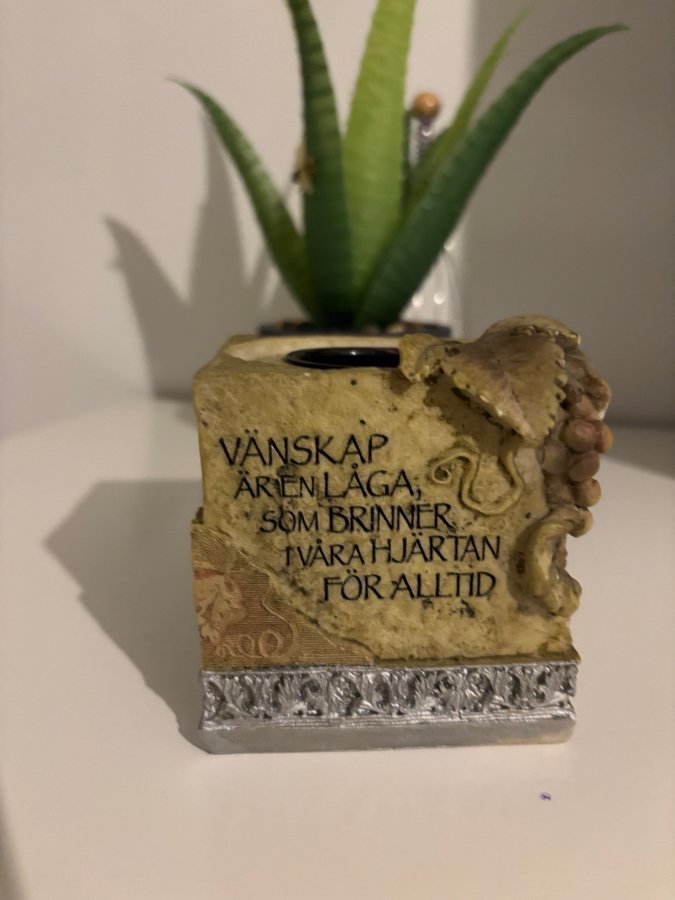 VÄNSKAP
ÄR EN LÅGA,
SOM BRINNER
I VÅRA HJÄRTAN
FÖR ALLTID